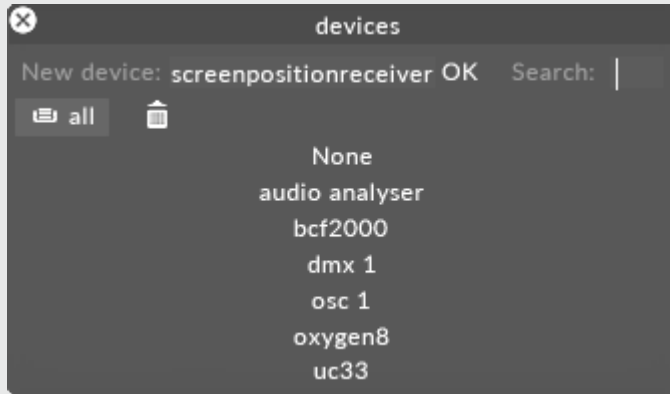 devices
New device: screenpositionreceiver OK Search:
all
None
audio analyser
bcf2000
dmx 1
osc 1
oxygen8
uc33